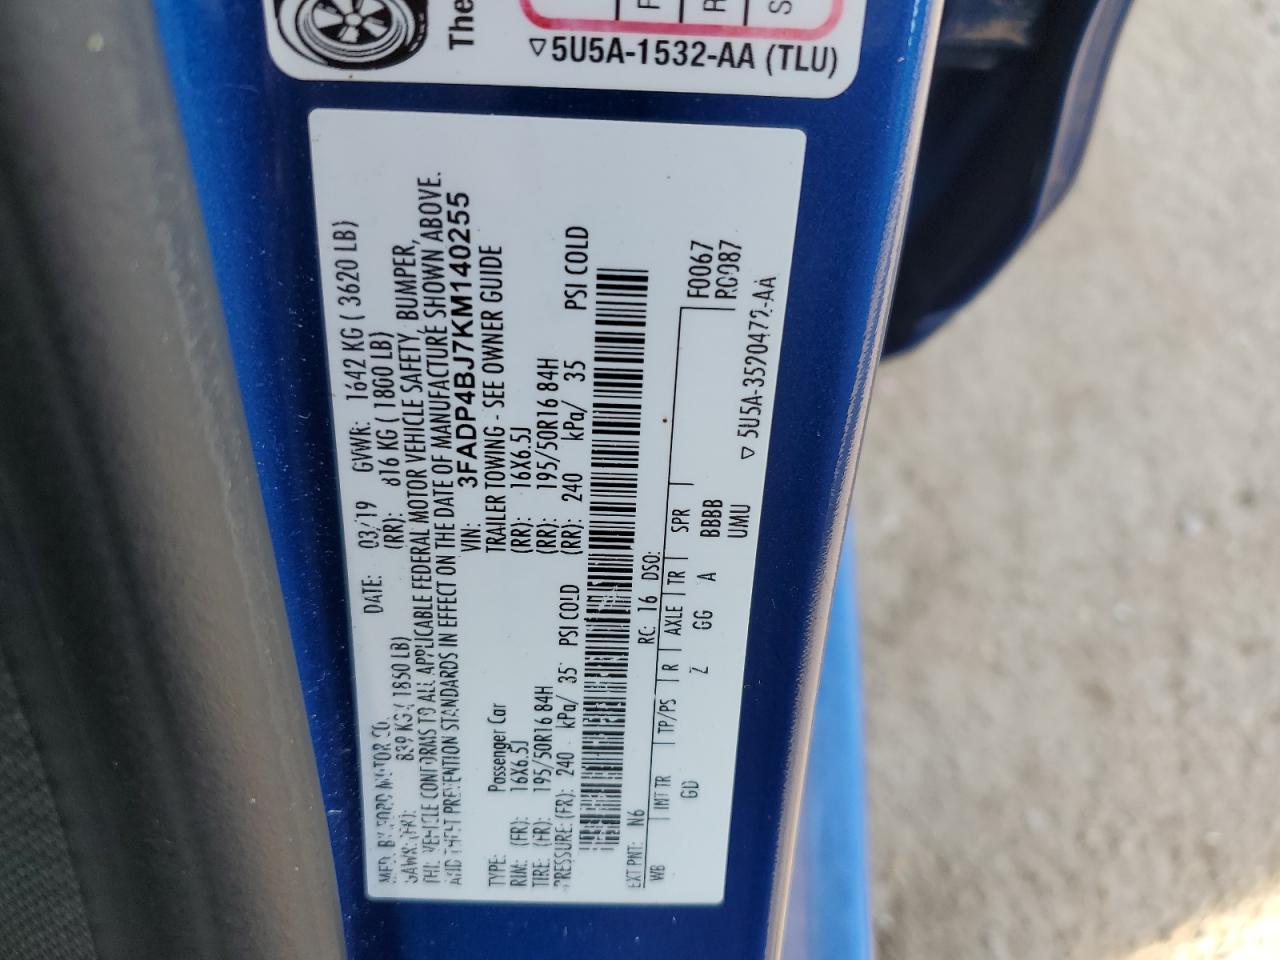 The
F
R
S
▽5U5A-1532-AA (TLU)
MFD. BY FORD MOTOR CO.
DATE: 03/19 GVWR: 1642 KG ( 3620 LB)
GAWR: (FR): 839 KG ( 1850 LB) (RR): 816 KG ( 1800 LB)
THIS VEHICLE CONFORMS TO ALL APPLICABLE FEDERAL MOTOR VEHICLE SAFETY, BUMPER,
AND THEFT PREVENTION STANDARDS IN EFFECT ON THE DATE OF MANUFACTURE SHOWN ABOVE.
VIN: 3FADP4BJ7KM140255
TYPE: Passenger Car TRAILER TOWING - SEE OWNER GUIDE
RIM: (FR): 16X6.5J (RR): 16X6.5J
TIRE: (FR): 195/50R16 84H (RR): 195/50R16 84H
PRESSURE: (FR): 240 kPa/ 35 PSI COLD (RR): 240 kPa/ 35 PSI COLD
EXT PNT: N6 RC: 16 DSO:
WB INT TR TP/PS R AXLE TR SPR F0067
GD Z GG A BBBB R0087
UMU
▽ 5U5A-3520472-AA